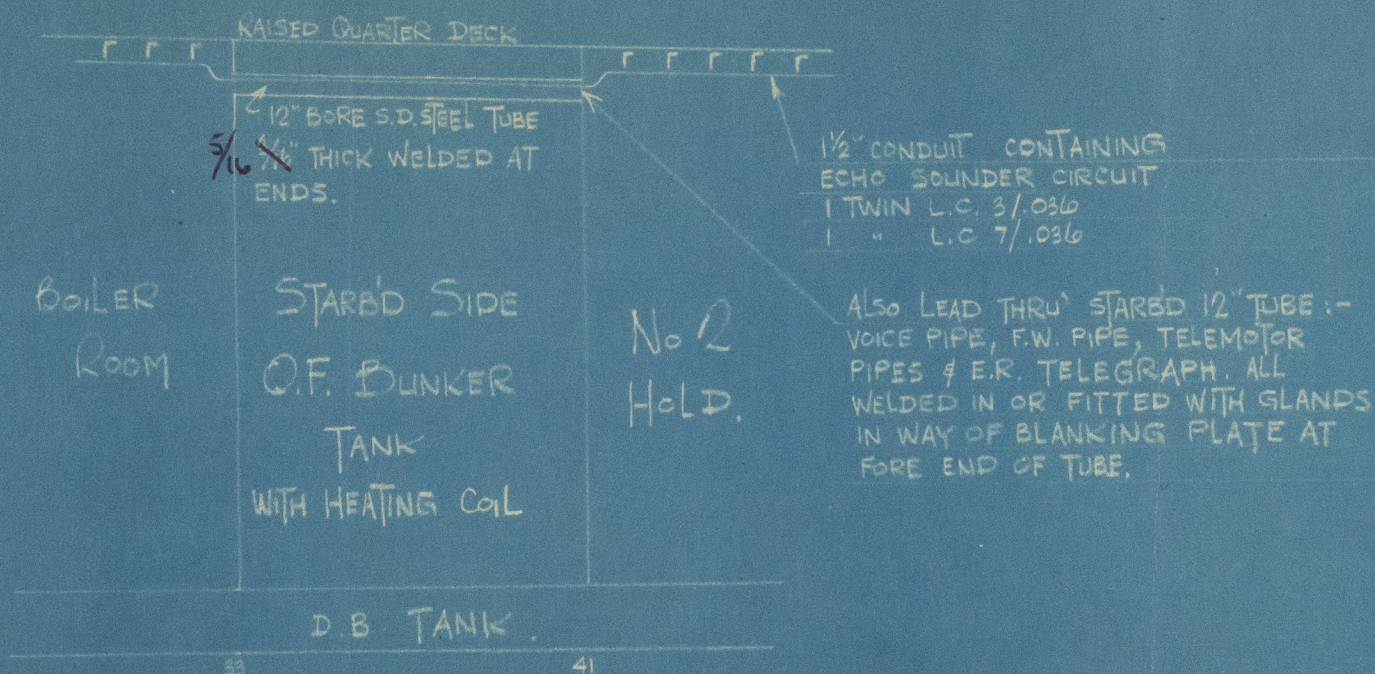 RAISED QUARTER DECK
12" BORE S.D. STEEL TUBE
5/16 THICK WELDED AT
ENDS.
1½" CONDUIT CONTAINING
ECHO SOUNDER CIRCUIT
1 TWIN L.C. 3/.036
1 " L.C 7/.036
BOILER
ROOM
STARB'D SIDE
O.F. BUNKER
TANK
WITH HEATING COIL
No 2
HOLD.
ALSO LEAD THRU' STARB'D 12" TUBE :-
VOICE PIPE, F.W. PIPE, TELEMOTOR
PIPES & E.R. TELEGRAPH. ALL
WELDED IN OR FITTED WITH GLANDS
IN WAY OF BLANKING PLATE AT
FORE END OF TUBE.
D.B TANK.
33
41